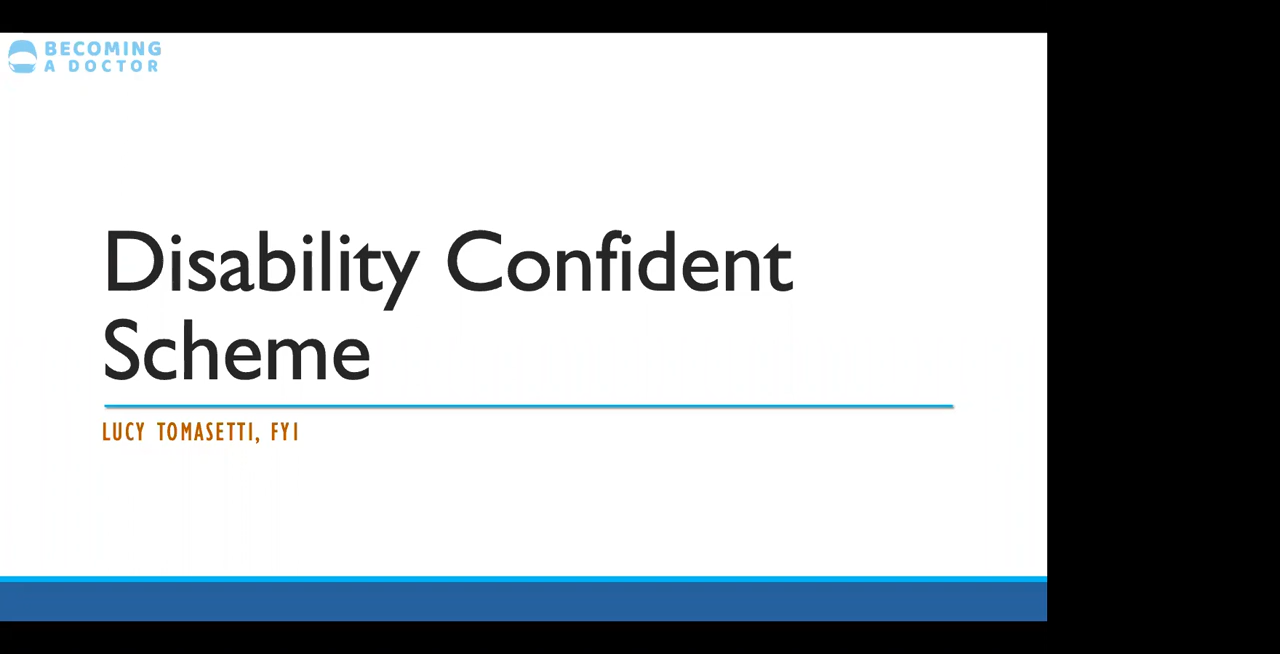 BECOMING
A DOCTOR
Disability Confident
Scheme
LUCY TOMASETTI, FY1